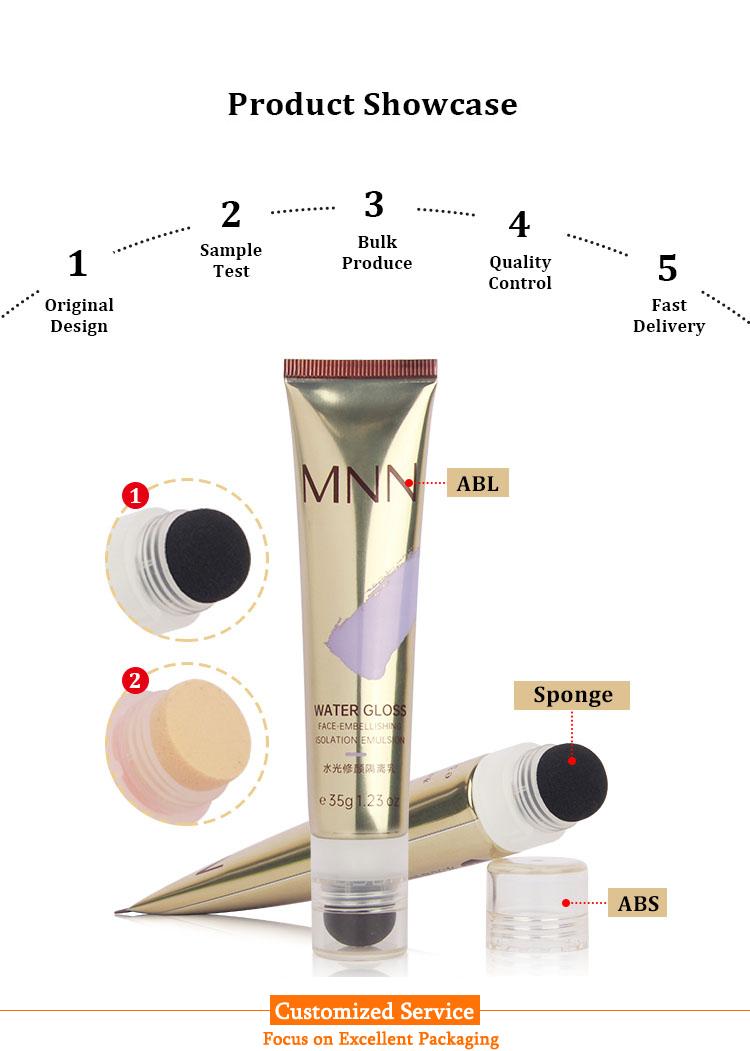 Product Showcase
1
Original
Design
2
Sample
Test
3
Bulk
Produce
4
Quality
Control
5
Fast
Delivery
MNN
ABL
1
2
WATER GLOSS
FACE-EMBELLISHING
ISOLATION EMULSION
水光修颜隔离乳
e 35g 1.23 oz
Sponge
ABS
Customized Service
Focus on Excellent Packaging